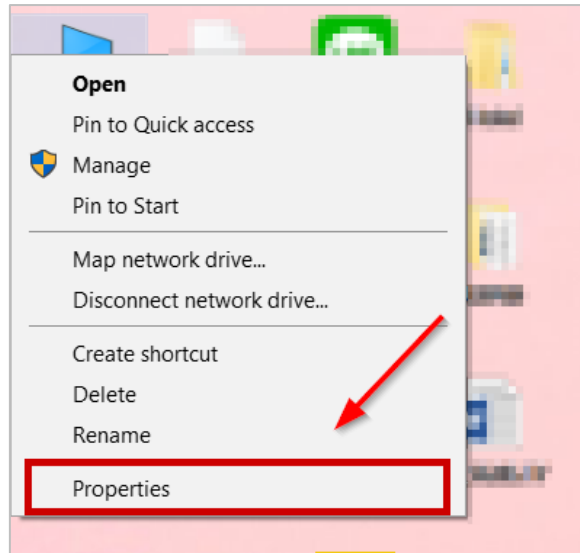 Open
Pin to Quick access
Manage
Pin to Start
Map network drive...
Disconnect network drive...
Create shortcut
Delete
Rename
Properties